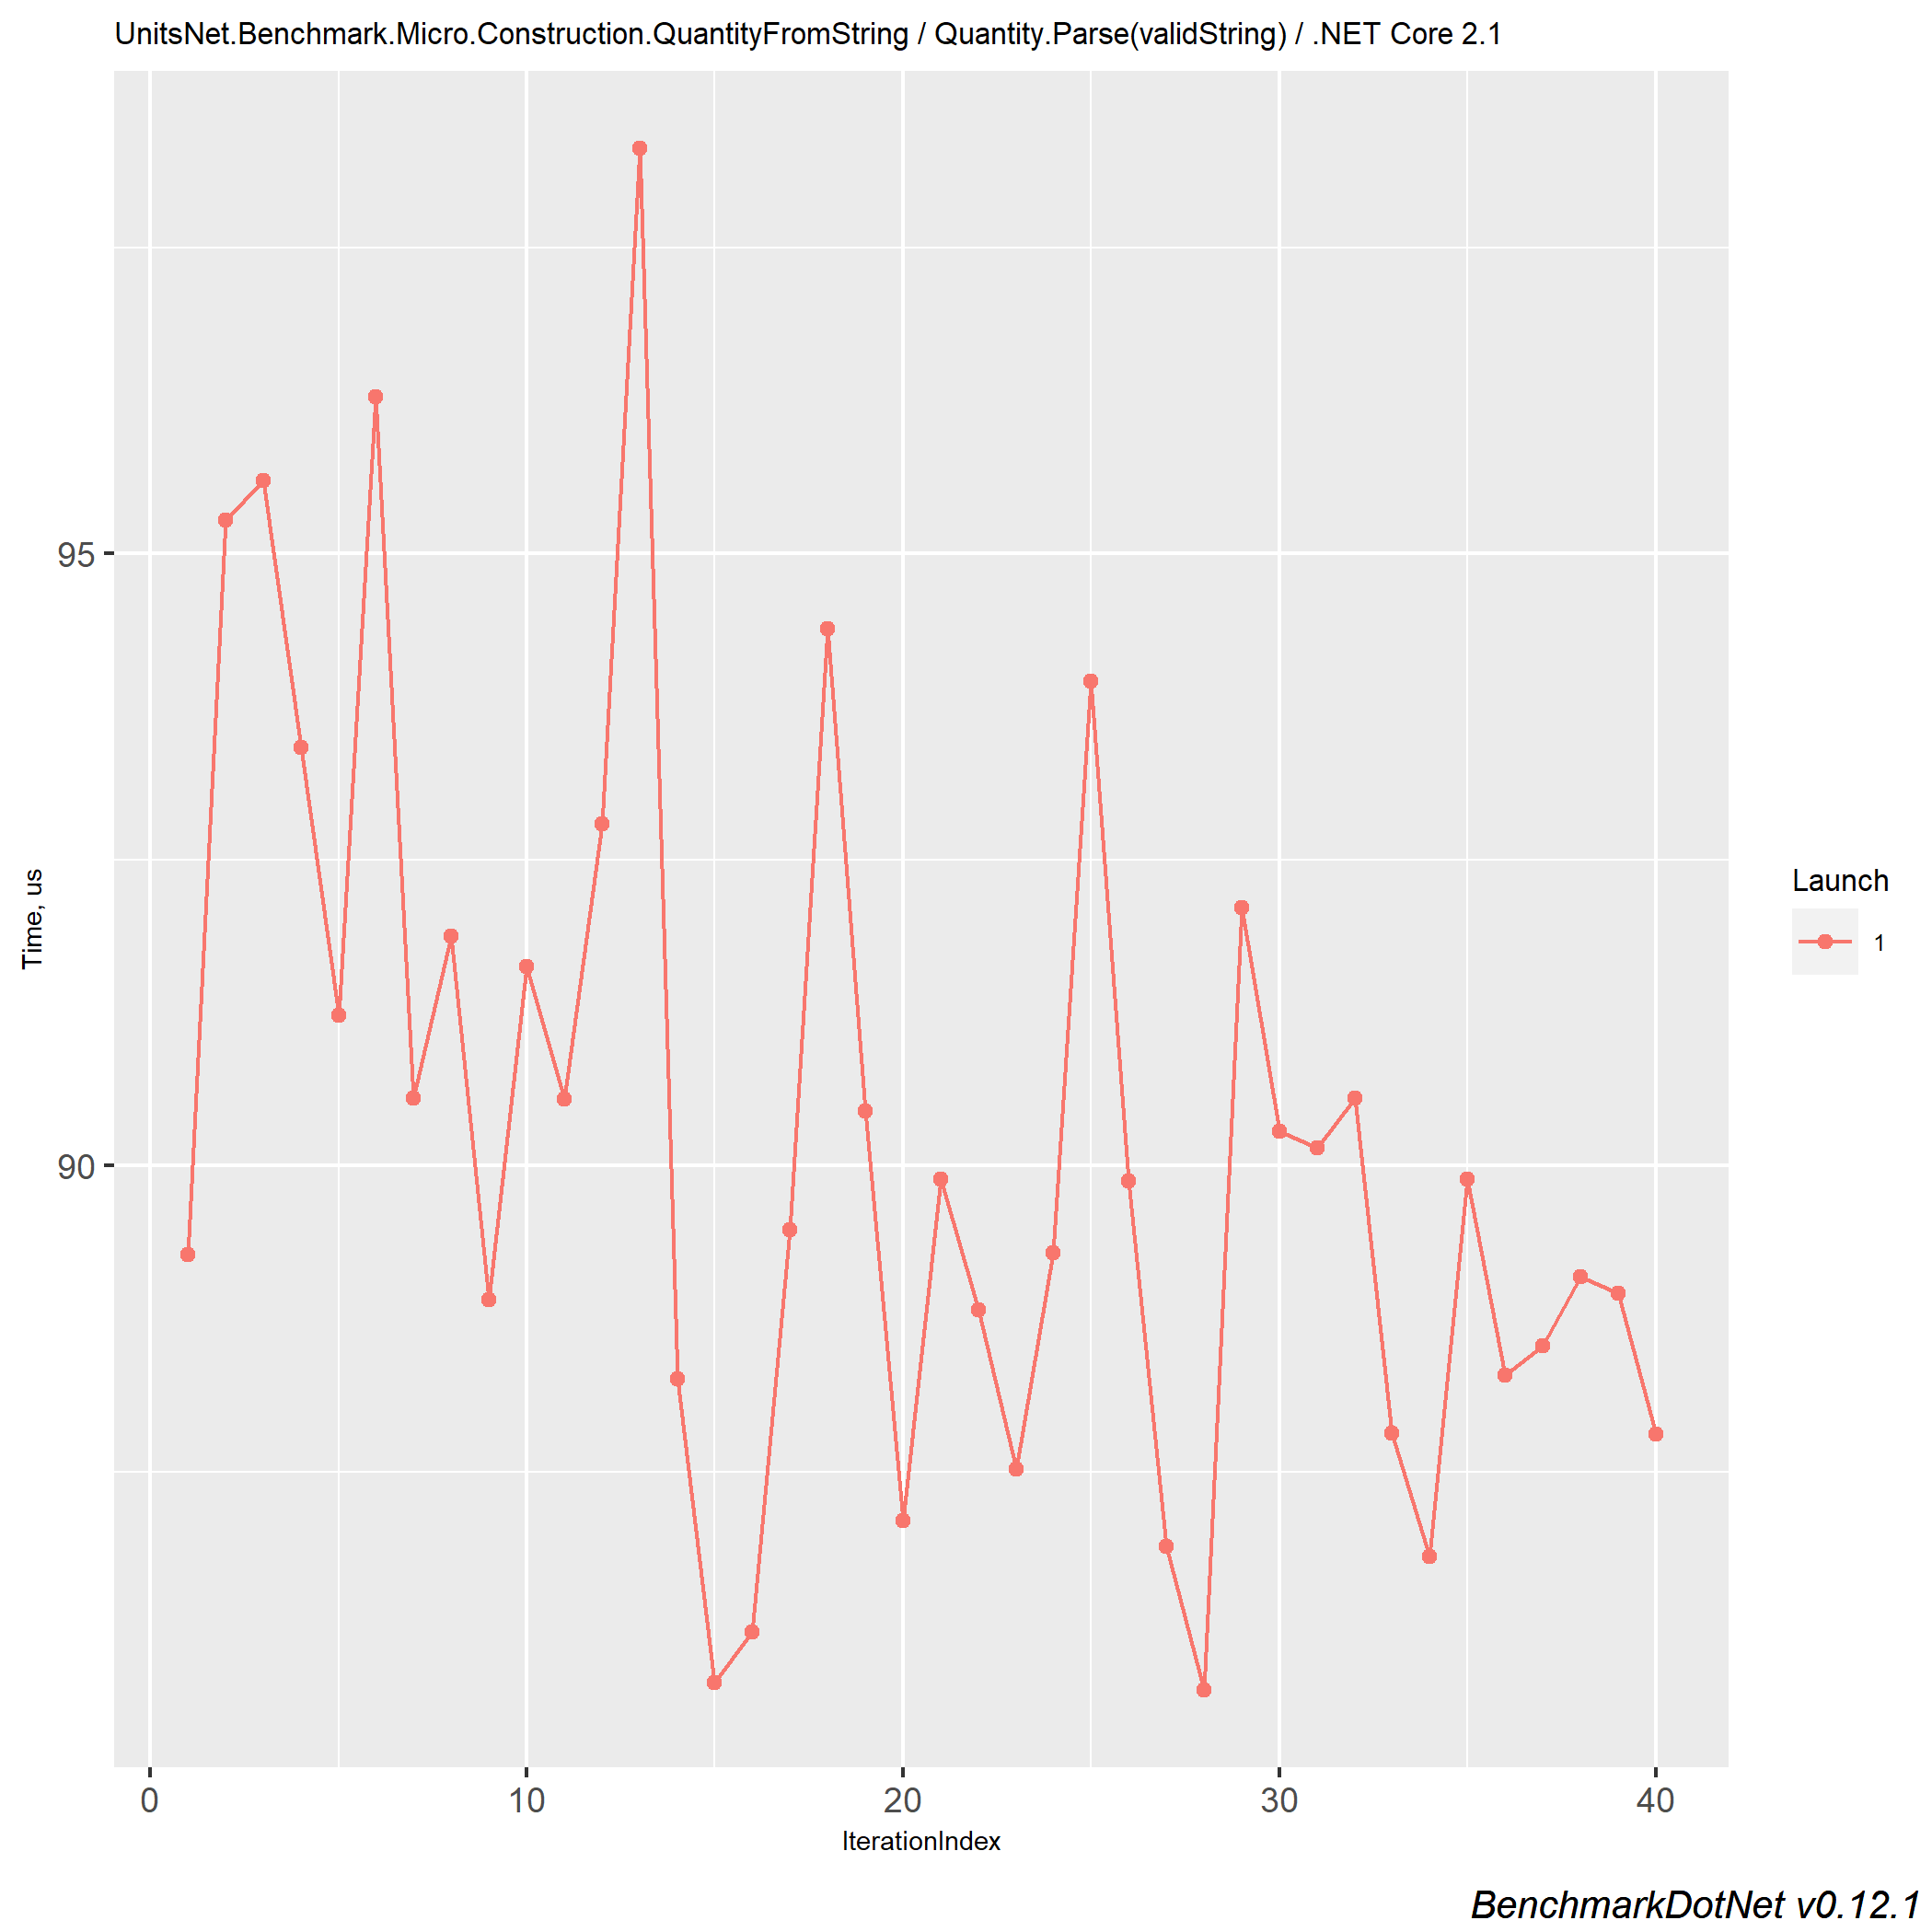 UnitsNet.Benchmark.Micro.Construction.QuantityFromString / Quantity.Parse(validString) / .NET Core 2.1
95
90
Time, us
0 10 20 30 40
IterationIndex
Launch
1
BenchmarkDotNet v0.12.1